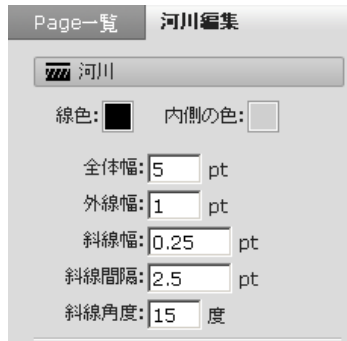 Page一覧 河川編集
河川
線色: 内側の色:
全体幅: 5 pt
外線幅: 1 pt
斜線幅: 0.25 pt
斜線間隔: 2.5 pt
斜線角度: 15 度